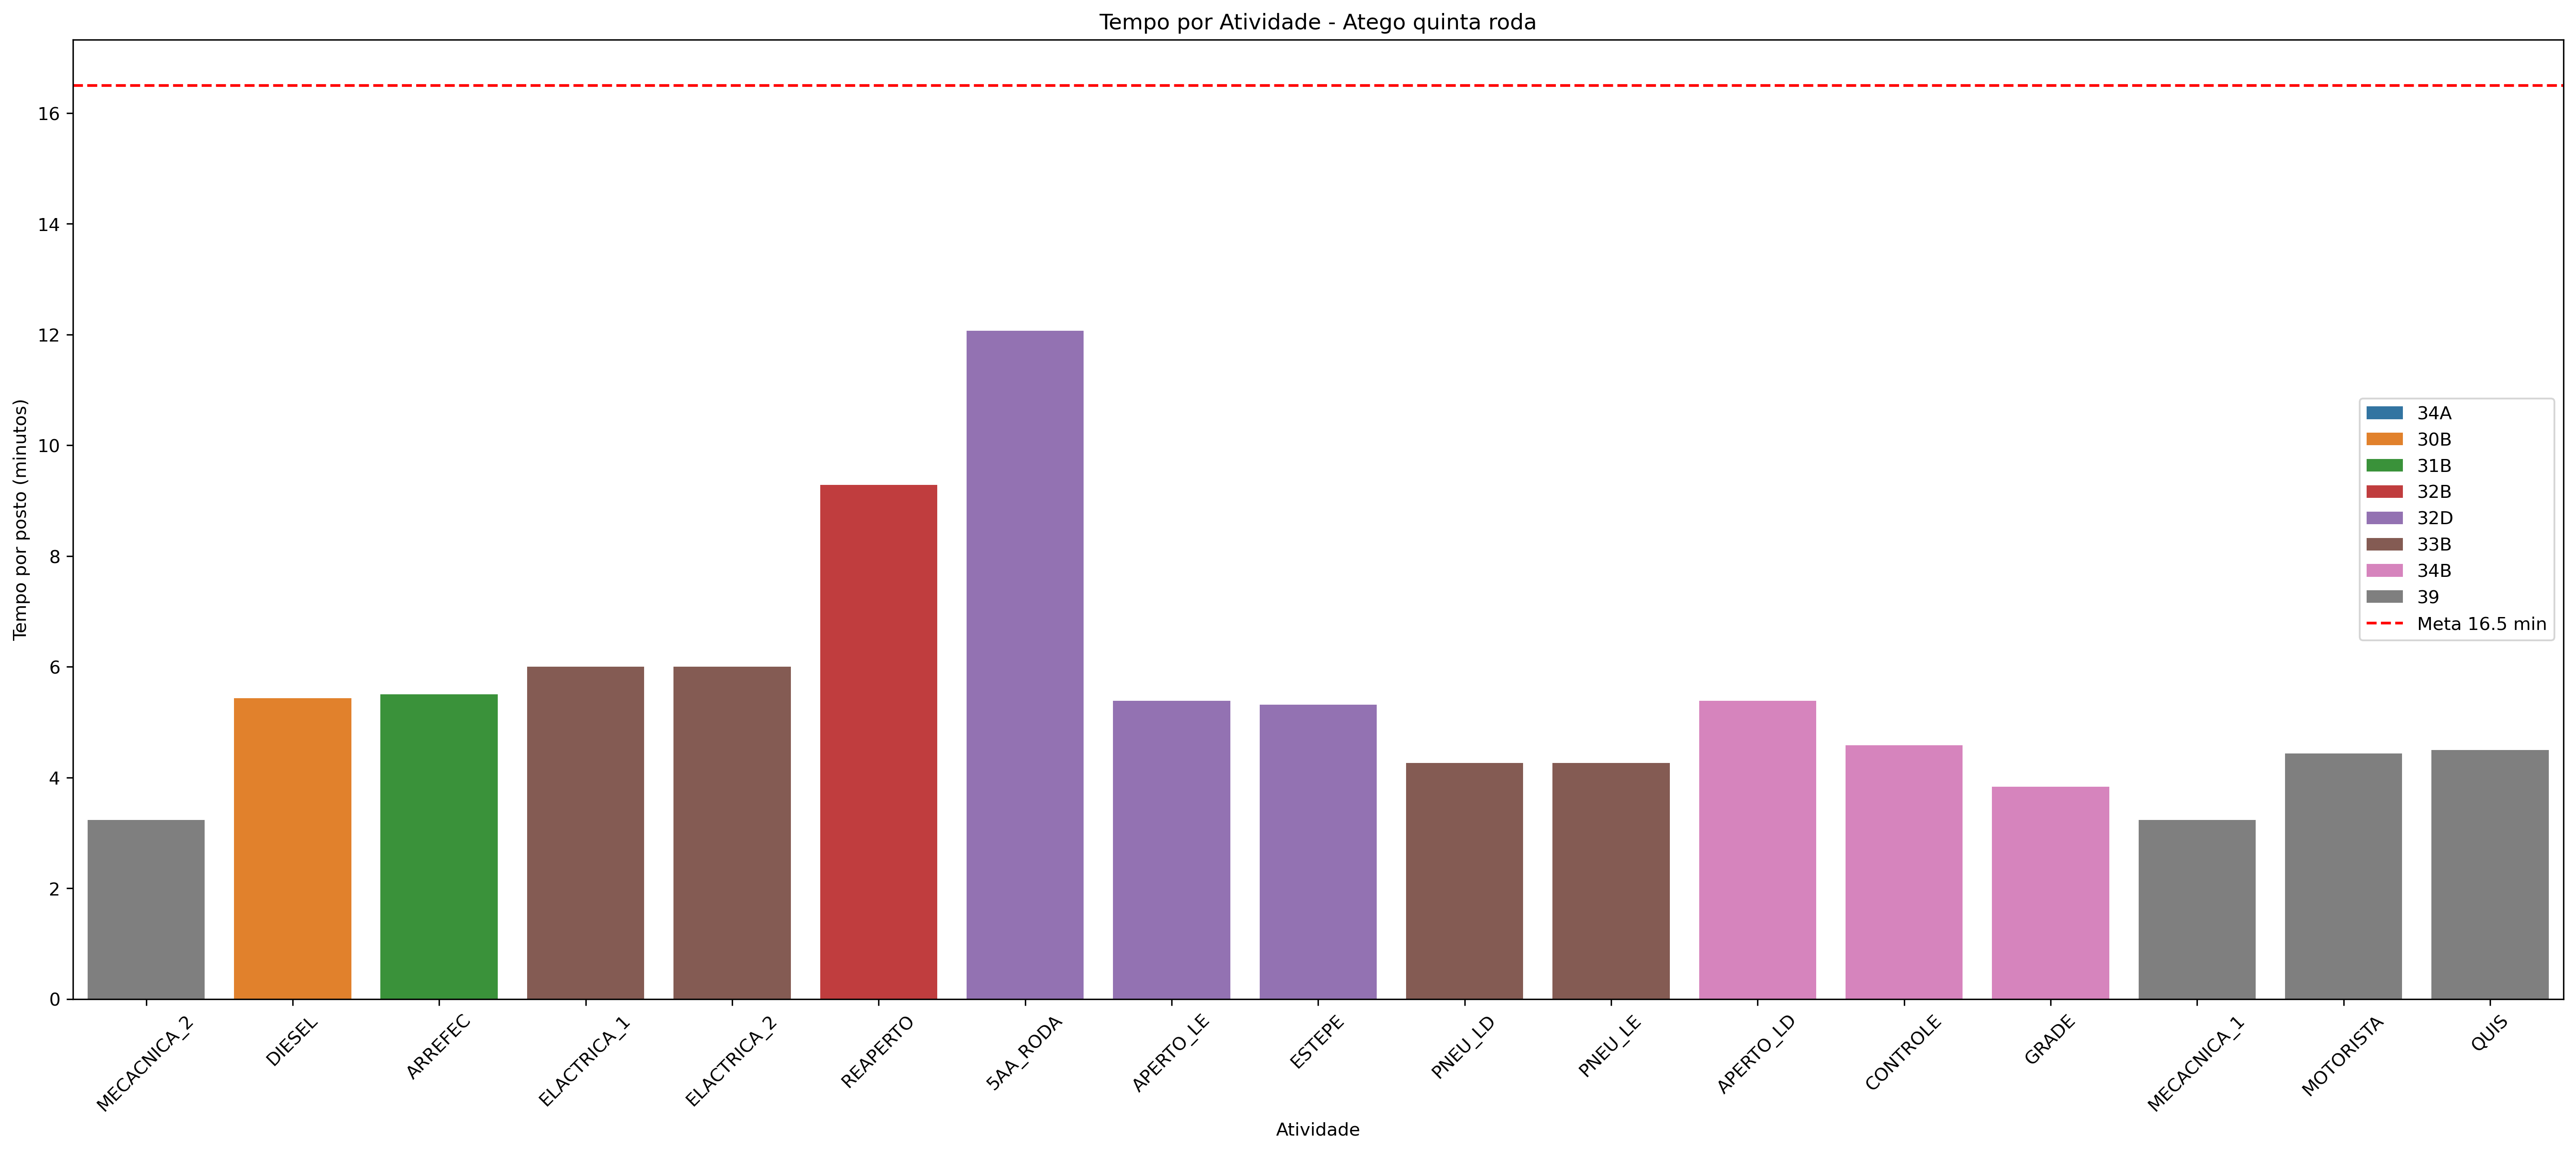 Tempo por Atividade - Atego quinta roda
Tempo por posto (minutos)
16
14
12
10
8
6
4
2
0
34A
30B
31B
32B
32D
33B
34B
39
Meta 16.5 min
MECACNICA_2
DIESEL
ARREFEC
ELACTRICA_1
ELACTRICA_2
REAPERTO
5AA_RODA
APERTO_LE
ESTEPE
PNEU_LD
PNEU_LE
APERTO_LD
CONTROLE
GRADE
MECACNICA_1
MOTORISTA
QUIS
Atividade